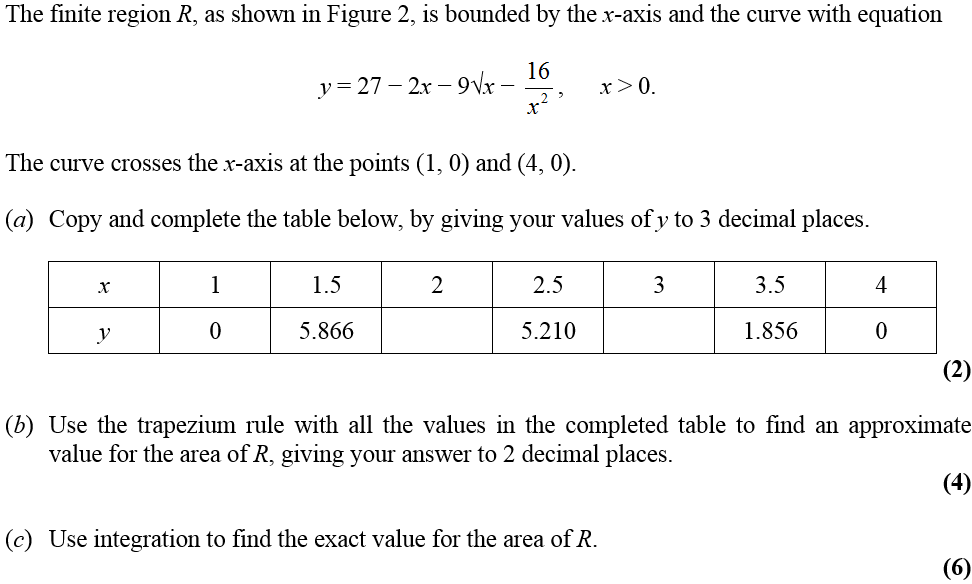 The finite region R, as shown in Figure 2, is bounded by the x-axis and the curve with equation
y = 27 – 2x – 9√x – 16/x², x > 0.
The curve crosses the x-axis at the points (1, 0) and (4, 0).
(a) Copy and complete the table below, by giving your values of y to 3 decimal places.
x 1 1.5 2 2.5 3 3.5 4
y 0 5.866 5.210 1.856 0
(2)
(b) Use the trapezium rule with all the values in the completed table to find an approximate
value for the area of R, giving your answer to 2 decimal places.
(4)
(c) Use integration to find the exact value for the area of R.
(6)